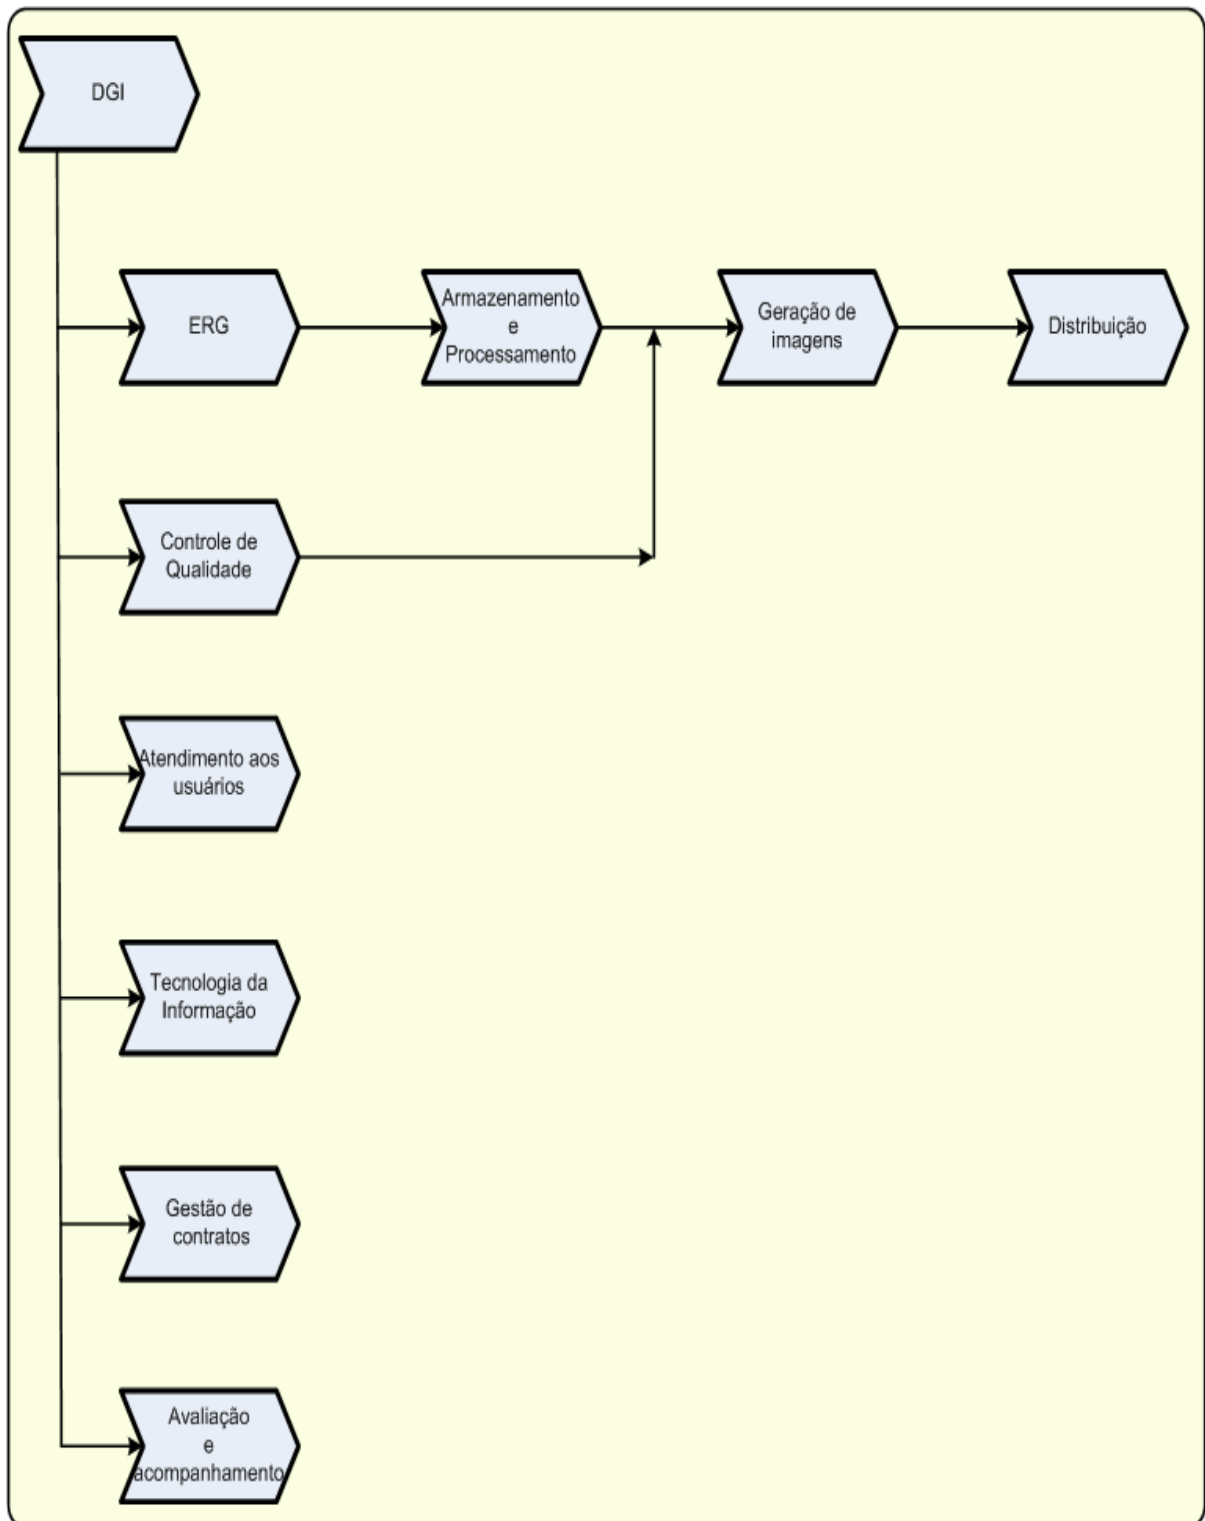 DGI
ERG
Armazenamento
e
Processamento
Geração de
imagens
Distribuição
Controle de
Qualidade
Atendimento aos
usuários
Tecnologia da
Informação
Gestão de
contratos
Avaliação
e
acompanhamento